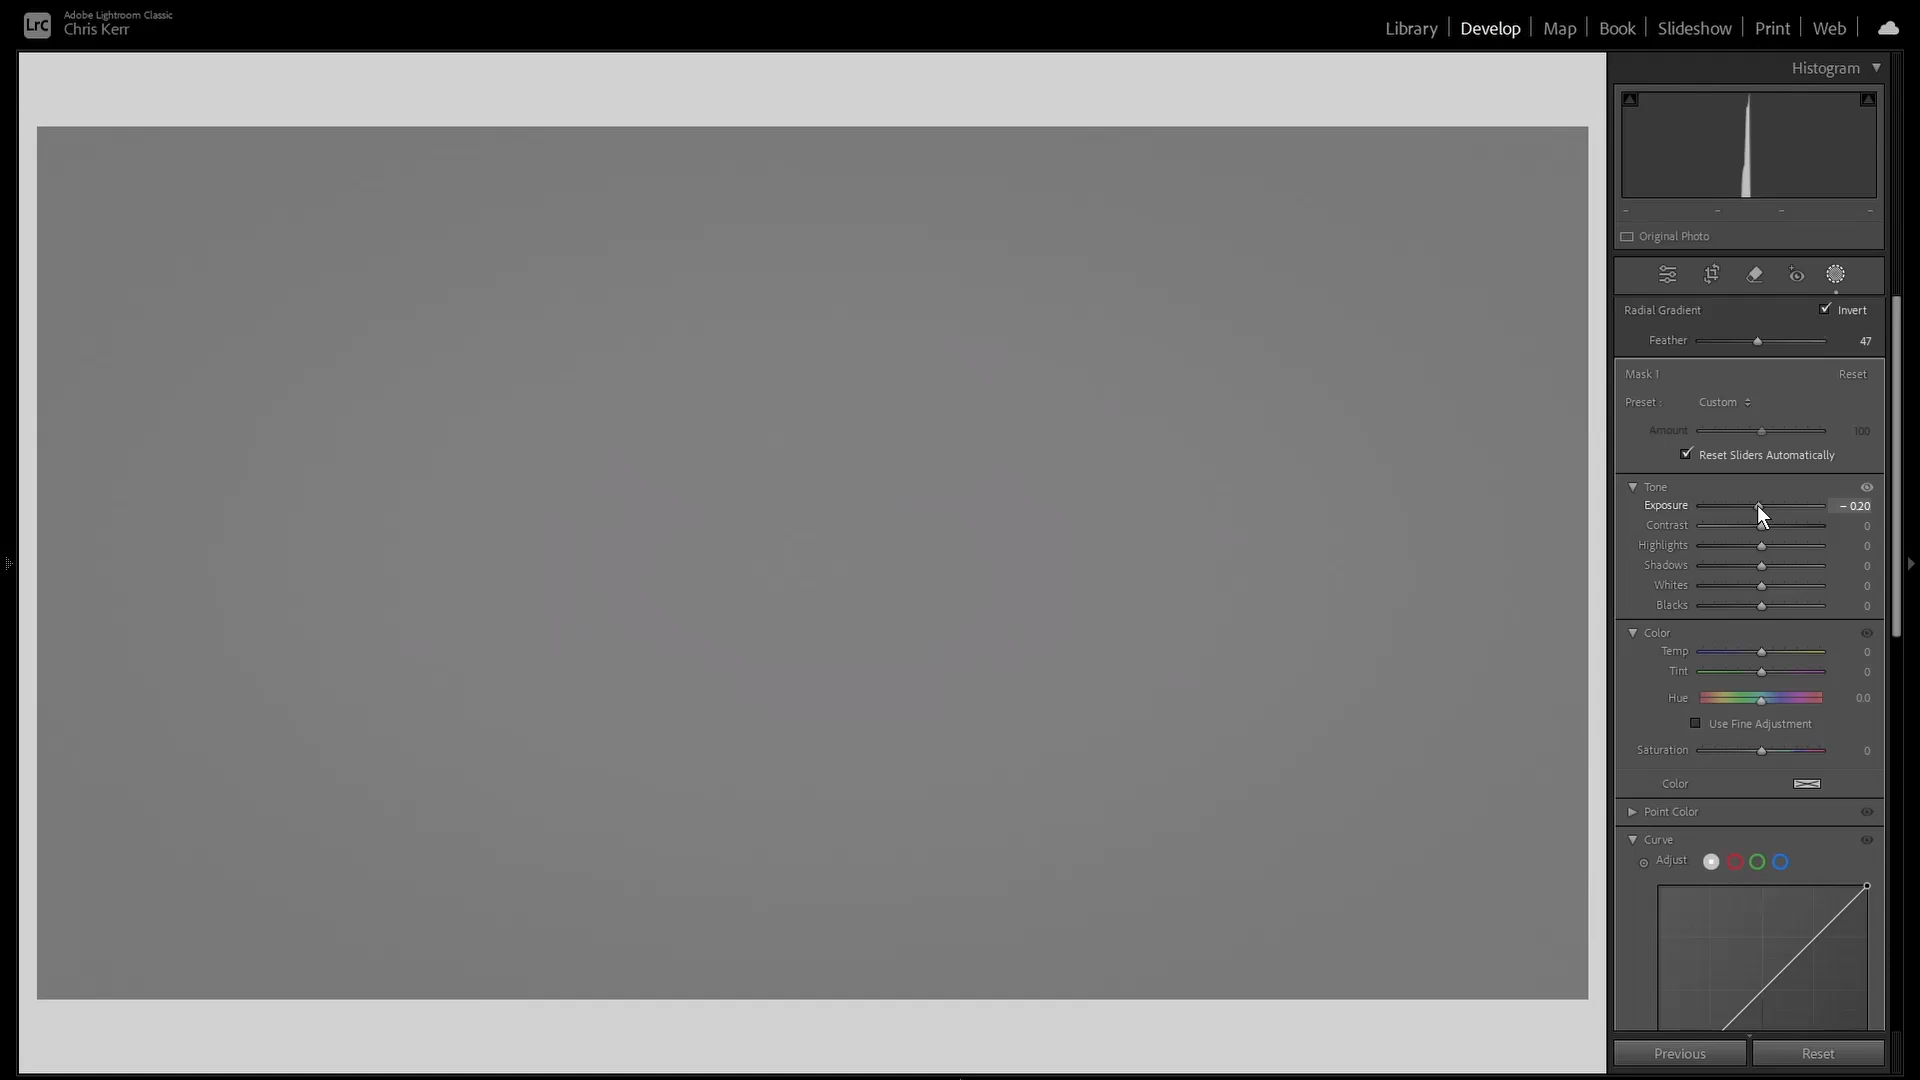 LrC
Adobe Lightroom Classic
Chris Kerr
Library Develop Map Book Slideshow Print Web
Histogram
Original Photo
Radial Gradient Invert
Feather 47
Mask 1 Reset
Preset : Custom
Amount 100
Reset Sliders Automatically
Tone
Exposure – 0.20
Contrast 0
Highlights 0
Shadows 0
Whites 0
Blacks 0
Color
Temp 0
Tint 0
Hue 0.0
Use Fine Adjustment
Saturation 0
Color
Point Color
Curve
Adjust
Previous Reset